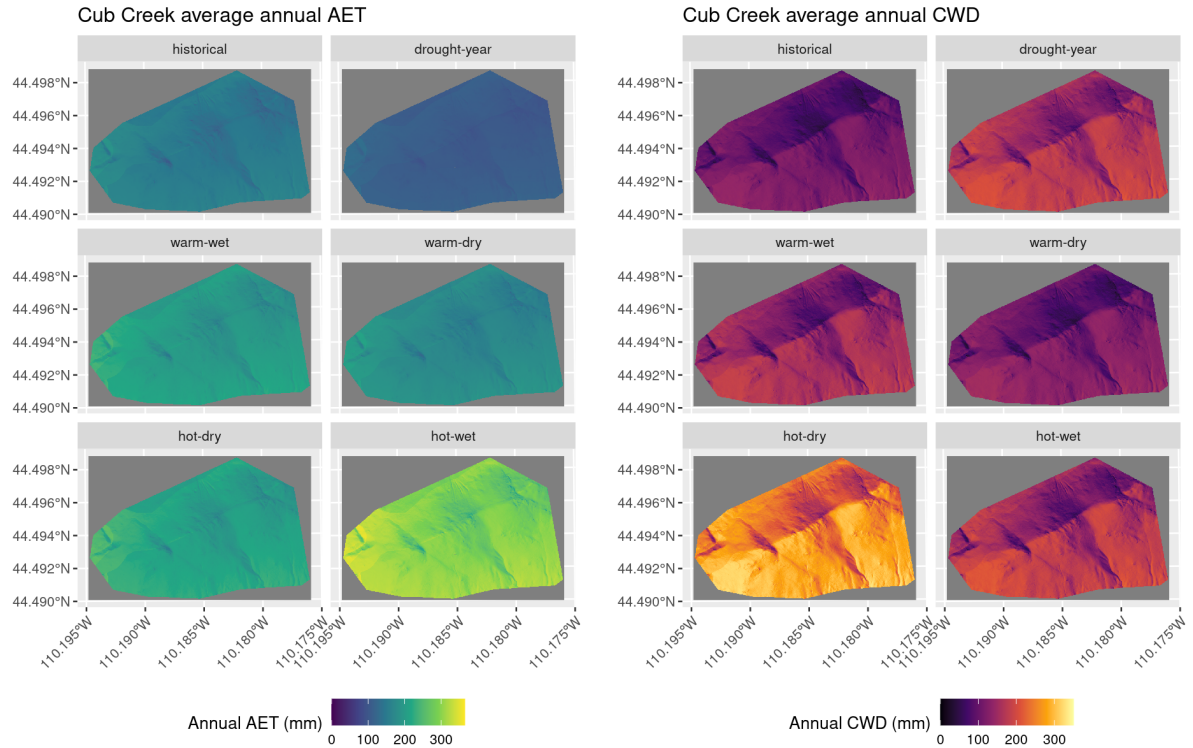 Cub Creek average annual AET
historical drought-year
44.498°N
44.496°N
44.494°N
44.492°N
44.490°N
warm-wet warm-dry
44.498°N
44.496°N
44.494°N
44.492°N
44.490°N
hot-dry hot-wet
44.498°N
44.496°N
44.494°N
44.492°N
44.490°N
110.195°W 110.190°W 110.185°W 110.180°W 110.175°W 110.195°W 110.190°W 110.185°W 110.180°W 110.175°W
Annual AET (mm)
0 100 200 300
Cub Creek average annual CWD
historical drought-year
44.498°N
44.496°N
44.494°N
44.492°N
44.490°N
warm-wet warm-dry
44.498°N
44.496°N
44.494°N
44.492°N
44.490°N
hot-dry hot-wet
44.498°N
44.496°N
44.494°N
44.492°N
44.490°N
110.195°W 110.190°W 110.185°W 110.180°W 110.175°W 110.195°W 110.190°W 110.185°W 110.180°W 110.175°W
Annual CWD (mm)
0 100 200 300